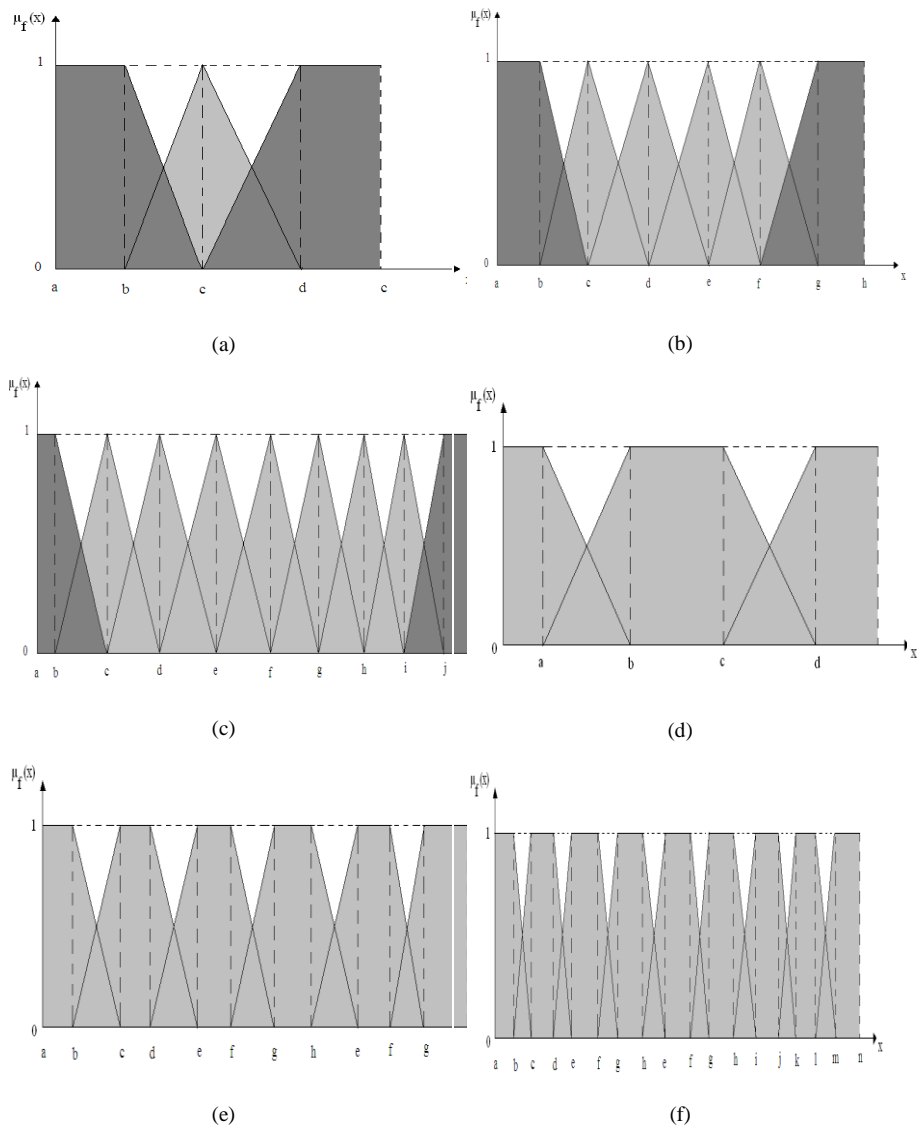 μf(x)
1
0
a b c d c
x
(a)
μf(x)
1
0
a b c d e f g h
x
(b)
μf(x)
1
0
a b c d e f g h i j
(c)
μf(x)
1
0
a b c d
x
(d)
μf(x)
1
0
a b c d e f g h e f g
(e)
μf(x)
1
0
a b c d e f g h e f g h i j k l m n
x
(f)